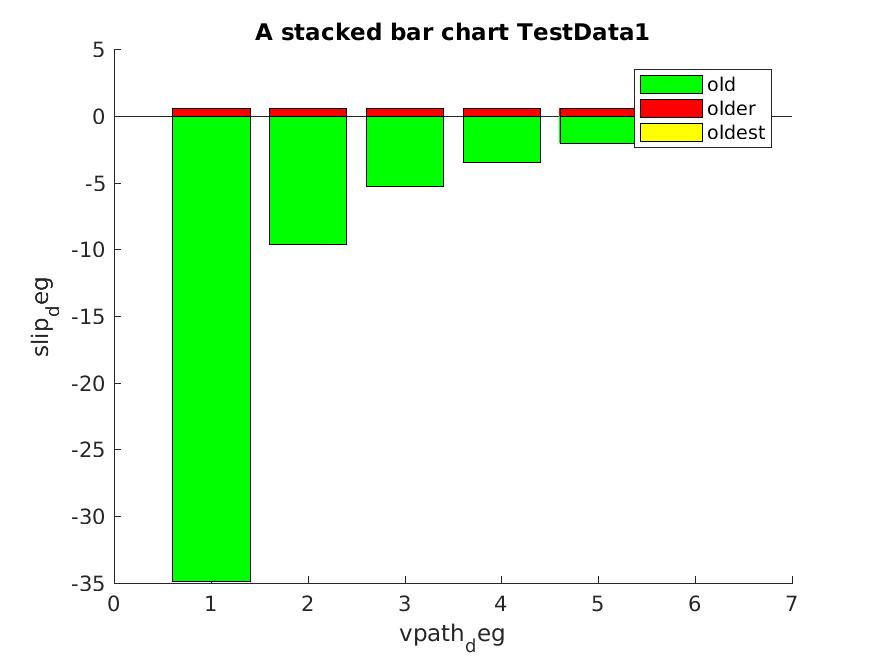 A stacked bar chart TestData1
5
0
-5
-10
-15
-20
-25
-30
-35
slip_deg
old
older
oldest
0 1 2 3 4 5 6 7
vpath_deg